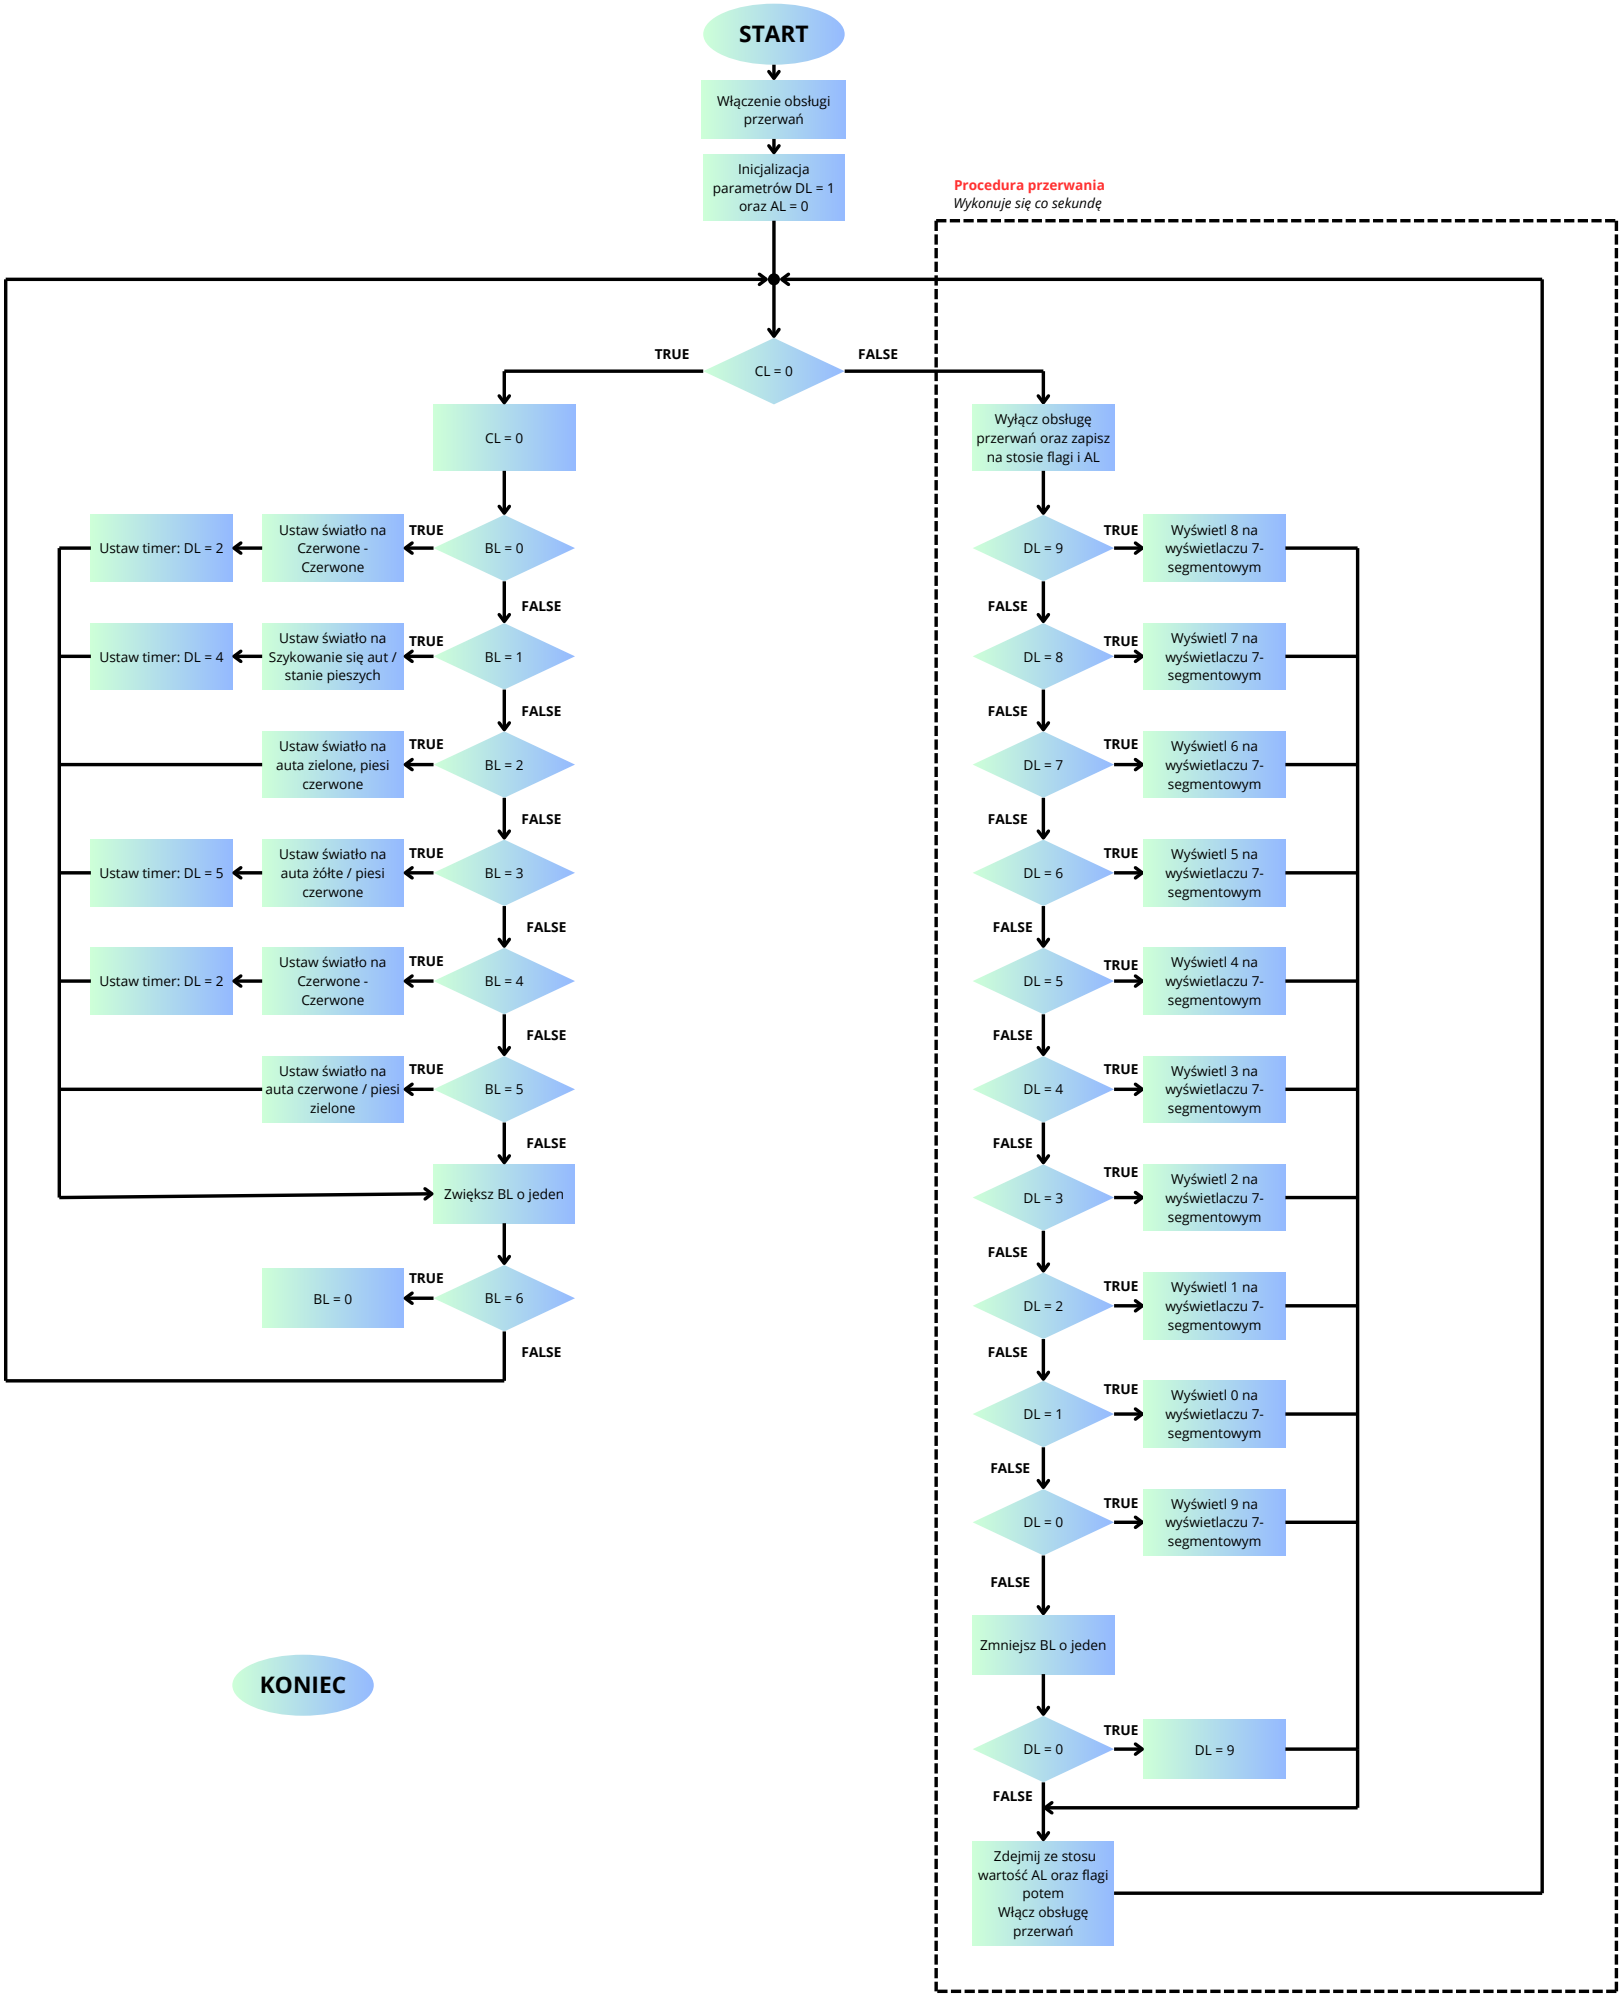 START
Włączenie obsługi
przerwań
Inicjalizacja
parametrów DL = 1
oraz AL = 0
Procedura przerwania
Wykonuje się co sekundę
TRUE
CL = 0
FALSE
CL = 0
BL = 0
TRUE
Ustaw światło na
Czerwone -
Czerwone
Ustaw timer: DL = 2
FALSE
BL = 1
TRUE
Ustaw światło na
Szykowanie się aut /
stanie pieszych
Ustaw timer: DL = 4
FALSE
BL = 2
TRUE
Ustaw światło na
auta zielone, piesi
czerwone
FALSE
BL = 3
TRUE
Ustaw światło na
auta żółte / piesi
czerwone
Ustaw timer: DL = 5
FALSE
BL = 4
TRUE
Ustaw światło na
Czerwone -
Czerwone
Ustaw timer: DL = 2
FALSE
BL = 5
TRUE
Ustaw światło na
auta czerwone / piesi
zielone
FALSE
Zwiększ BL o jeden
BL = 6
TRUE
BL = 0
FALSE
KONIEC
Wyłącz obsługę
przerwań oraz zapisz
na stosie flagi i AL
DL = 9
TRUE
Wyświetl 8 na
wyświetlaczu 7-
segmentowym
FALSE
DL = 8
TRUE
Wyświetl 7 na
wyświetlaczu 7-
segmentowym
FALSE
DL = 7
TRUE
Wyświetl 6 na
wyświetlaczu 7-
segmentowym
FALSE
DL = 6
TRUE
Wyświetl 5 na
wyświetlaczu 7-
segmentowym
FALSE
DL = 5
TRUE
Wyświetl 4 na
wyświetlaczu 7-
segmentowym
FALSE
DL = 4
TRUE
Wyświetl 3 na
wyświetlaczu 7-
segmentowym
FALSE
DL = 3
TRUE
Wyświetl 2 na
wyświetlaczu 7-
segmentowym
FALSE
DL = 2
TRUE
Wyświetl 1 na
wyświetlaczu 7-
segmentowym
FALSE
DL = 1
TRUE
Wyświetl 0 na
wyświetlaczu 7-
segmentowym
FALSE
DL = 0
TRUE
Wyświetl 9 na
wyświetlaczu 7-
segmentowym
FALSE
Zmniejsz BL o jeden
DL = 0
TRUE
DL = 9
FALSE
Zdejmij ze stosu
wartość AL oraz flagi
potem
Włącz obsługę
przerwań